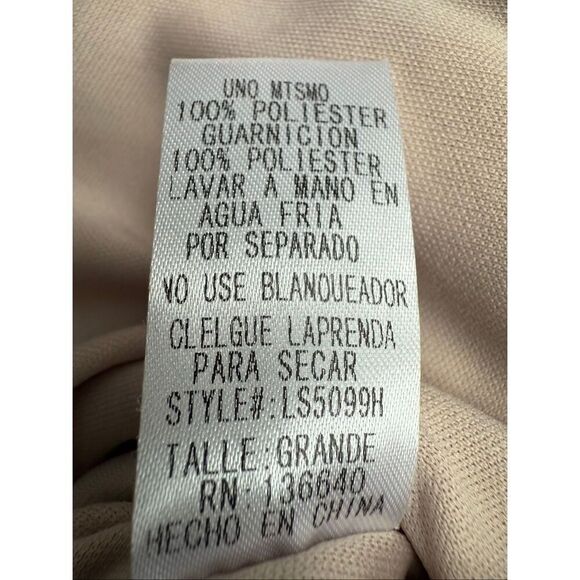 UNO MTSMO
100% POLIESTER
GUARNICION
100% POLIESTER
LAVAR A MANO EN
AGUA FRIA
POR SEPARADO
NO USE BLANQUEADOR
CLELGUE LAPRENDA
PARA SECAR
STYLE#:LS5099H
TALLE:GRANDE
RN:136640
HECHO EN CHINA